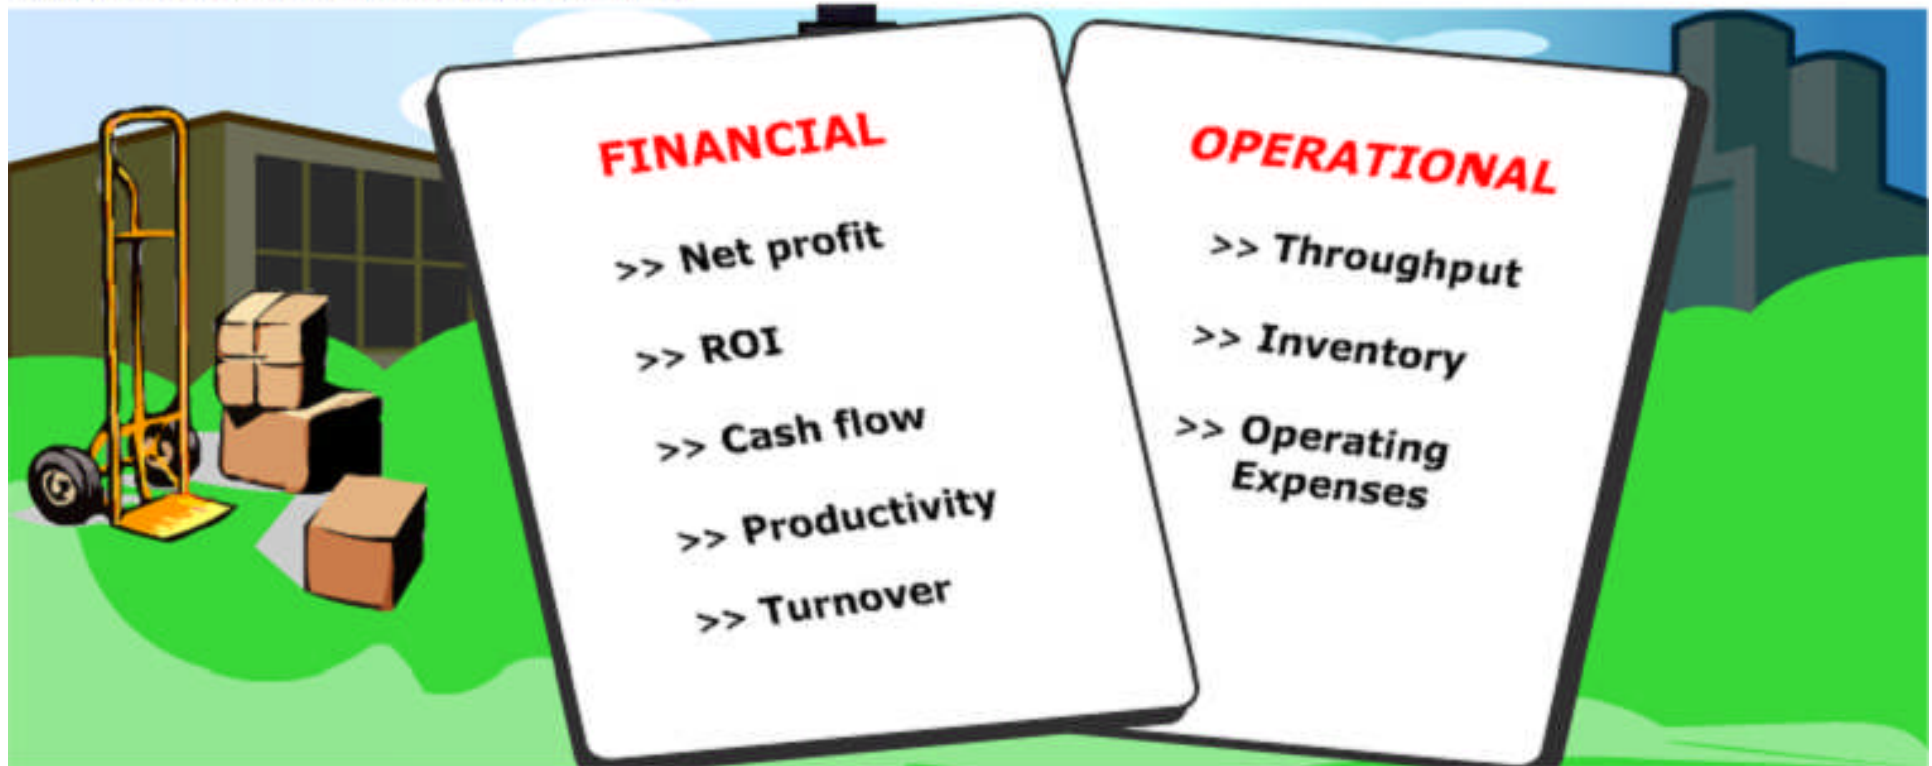 FINANCIAL
>> Net profit
>> ROI
>> Cash flow
>> Productivity
>> Turnover
OPERATIONAL
>> Throughput
>> Inventory
>> Operating
Expenses